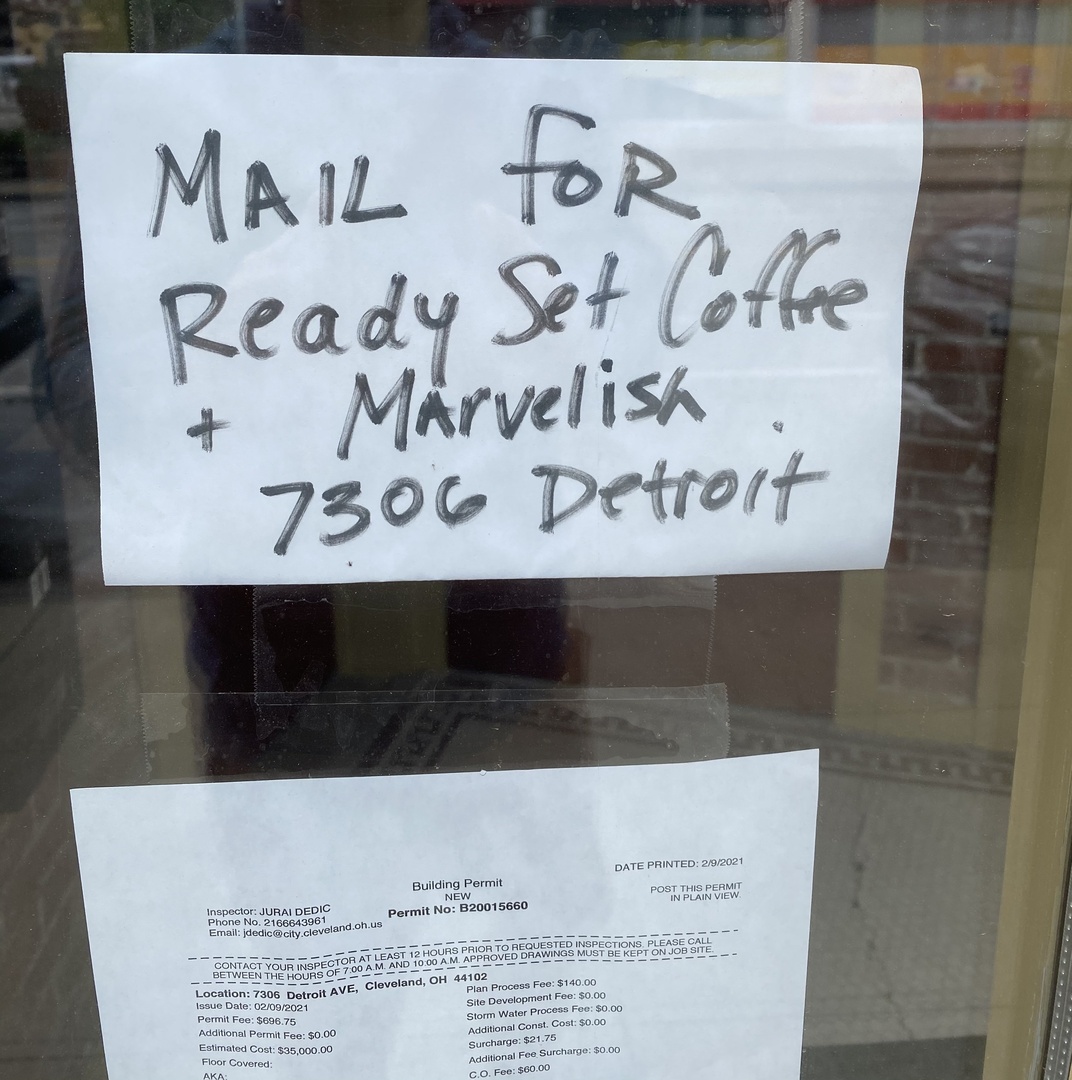 MAIL FOR
Ready Set Coffee
+ Marvelish
7306 Detroit
DATE PRINTED: 2/9/2021
Building Permit
NEW
Permit No: B20015660
POST THIS PERMIT
IN PLAIN VIEW.
Inspector: JURAI DEDIC
Phone No. 2166643961
Email: jdedic@city.cleveland.oh.us
CONTACT YOUR INSPECTOR AT LEAST 12 HOURS PRIOR TO REQUESTED INSPECTIONS. PLEASE CALL
BETWEEN THE HOURS OF 7:00 A.M. AND 10:00 A.M. APPROVED DRAWINGS MUST BE KEPT ON JOB SITE.
Location: 7306 Detroit AVE, Cleveland, OH 44102
Issue Date: 02/09/2021
Permit Fee: $696.75
Additional Permit Fee: $0.00
Estimated Cost: $35,000.00
Floor Covered:
AKA:
Plan Process Fee: $140.00
Site Development Fee: $0.00
Storm Water Process Fee: $0.00
Additional Const. Cost: $0.00
Surcharge: $21.75
Additional Fee Surcharge: $0.00
C.O. Fee: $60.00